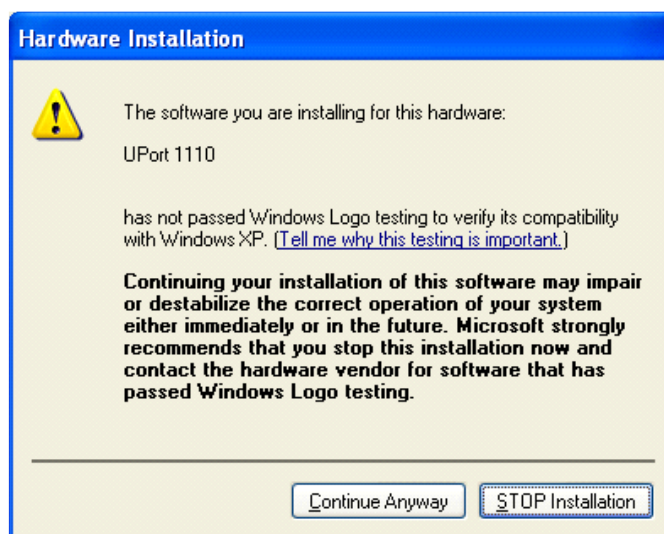 Hardware Installation
The software you are installing for this hardware:
UPort 1110
has not passed Windows Logo testing to verify its compatibility
with Windows XP. (Tell me why this testing is important.)
Continuing your installation of this software may impair
or destabilize the correct operation of your system
either immediately or in the future. Microsoft strongly
recommends that you stop this installation now and
contact the hardware vendor for software that has
passed Windows Logo testing.
Continue Anyway
STOP Installation